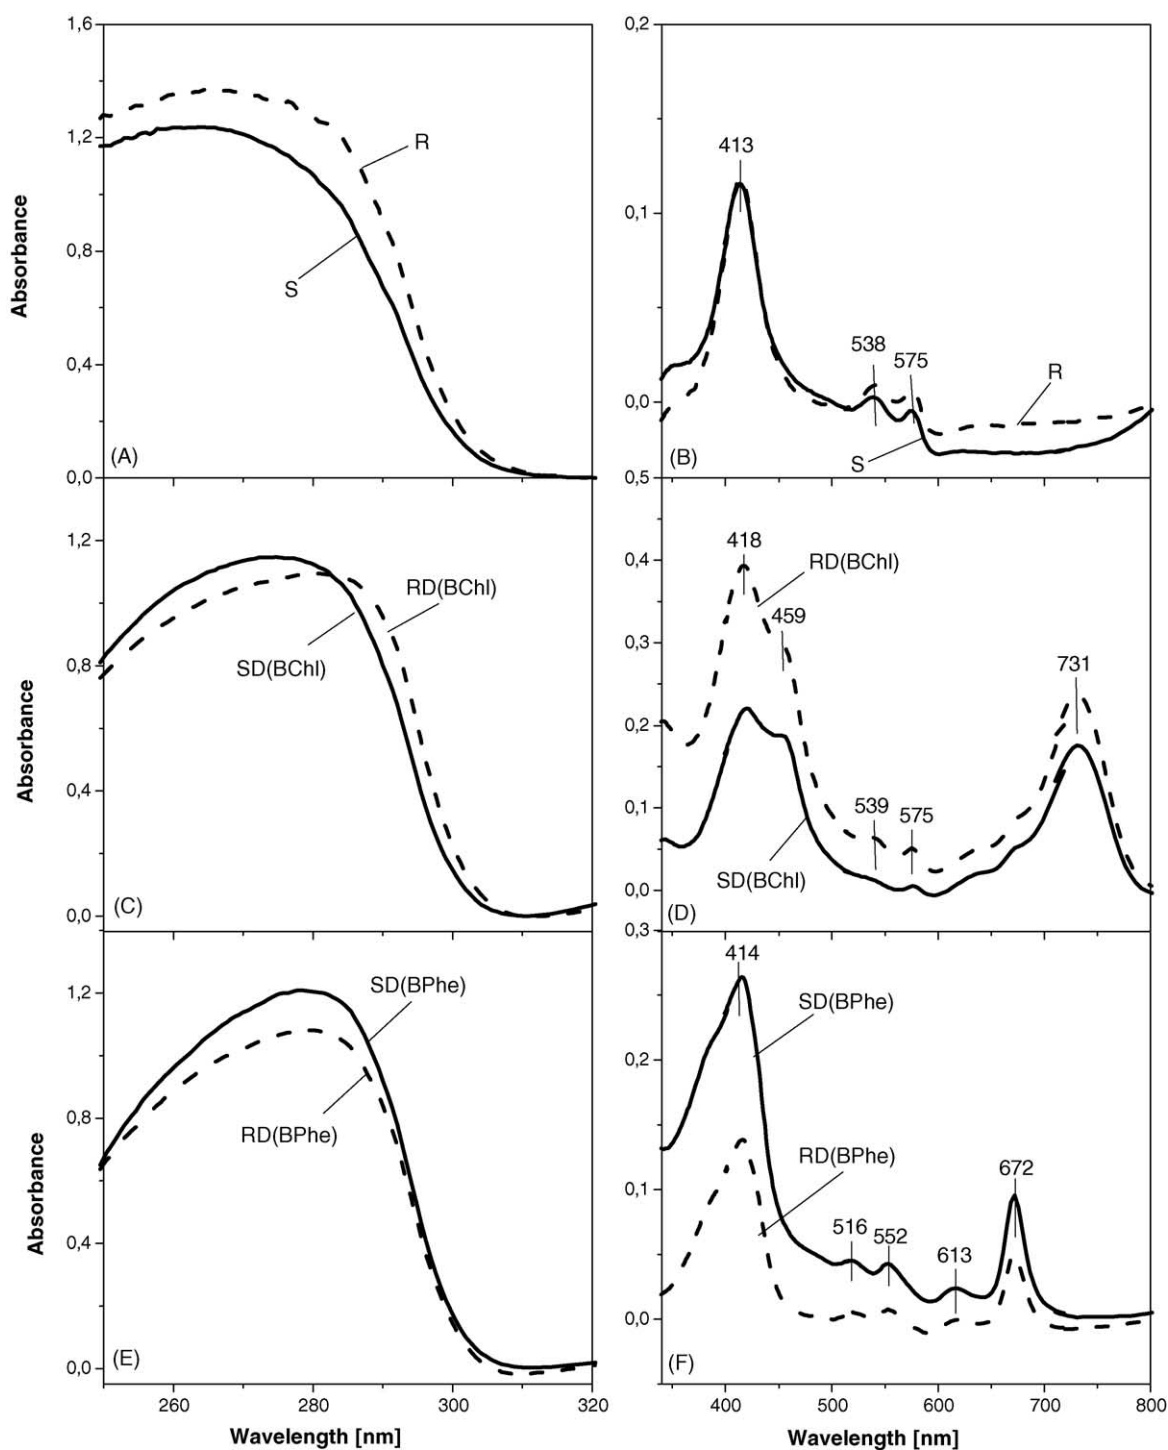 1,6
1,2
0,8
0,4
0,0
Absorbance
R
S
(A)
0,2
0,1
0,0
413
538
575
R
S
(B)
1,2
0,8
0,4
0,0
Absorbance
RD(BChl)
SD(BChl)
(C)
0,5
0,4
0,3
0,2
0,1
0,0
418
RD(BChl)
459
731
539
575
SD(BChl)
(D)
1,2
0,8
0,4
0,0
Absorbance
SD(BPhe)
RD(BPhe)
(E)
260
280
300
320
Wavelength [nm]
0,3
0,2
0,1
0,0
414
SD(BPhe)
RD(BPhe)
672
516
552
613
(F)
400
500
600
700
800
Wavelength [nm]